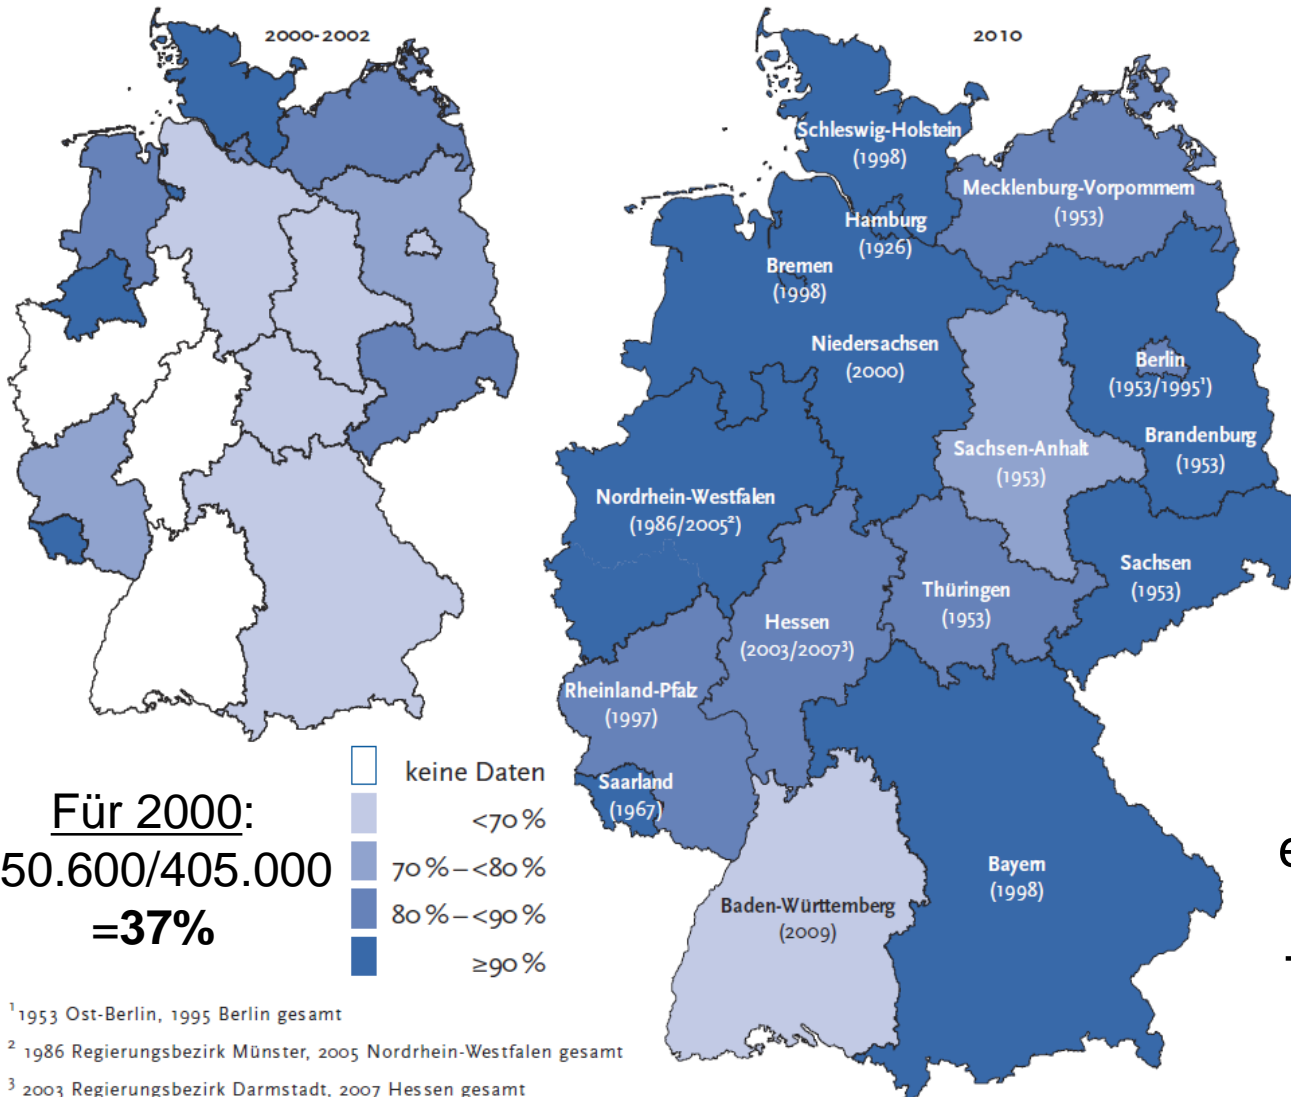 2000-2002
2010
Schleswig-Holstein
(1998)
Mecklenburg-Vorpommern
(1953)
Hamburg
(1926)
Bremen
(1998)
Niedersachsen
(2000)
Berlin
(1953/1995¹)
Brandenburg
(1953)
Sachsen-Anhalt
(1953)
Nordrhein-Westfalen
(1986/2005²)
Sachsen
(1953)
Thüringen
(1953)
Hessen
(2003/2007³)
Rheinland-Pfalz
(1997)
Saarland
(1967)
Bayern
(1998)
Baden-Württemberg
(2009)
keine Daten
<70 %
70 % – <80 %
80 % – <90 %
≥90 %
Für 2000:
50.600/405.000
=37%
¹ 1953 Ost-Berlin, 1995 Berlin gesamt
² 1986 Regierungsbezirk Münster, 2005 Nordrhein-Westfalen gesamt
³ 2003 Regierungsbezirk Darmstadt, 2007 Hessen gesamt